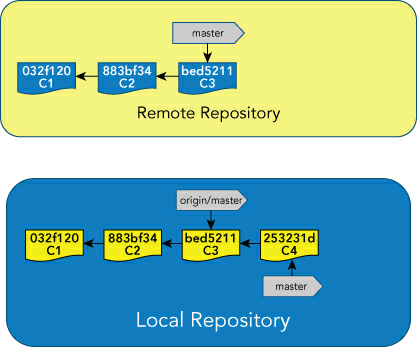 master
032f120 883bf34 bed5211
C1 C2 C3
Remote Repository
origin/master
032f120 883bf34 bed5211 253231d
C1 C2 C3 C4
master
Local Repository